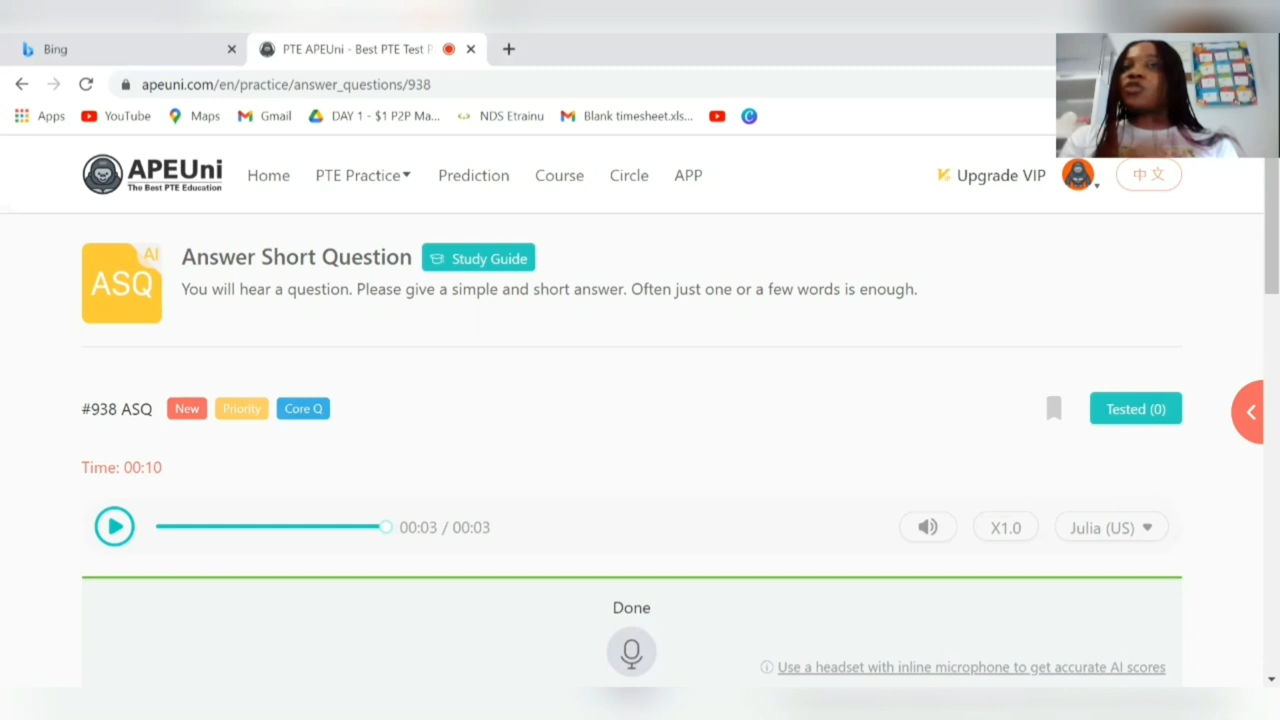 Bing
PTE APEUni - Best PTE Test P
apeuni.com/en/practice/answer_questions/938
Apps YouTube Maps Gmail DAY 1 - $1 P2P Ma... NDS Etrainu Blank timesheet.xls...
APEUni
The Best PTE Education
Home PTE Practice Prediction Course Circle APP Upgrade VIP 中文
AI
ASQ
Answer Short Question Study Guide
You will hear a question. Please give a simple and short answer. Often just one or a few words is enough.
#938 ASQ New Priority Core Q Tested (0)
Time: 00:10
00:03 / 00:03 X1.0 Julia (US)
Done
Use a headset with inline microphone to get accurate AI scores